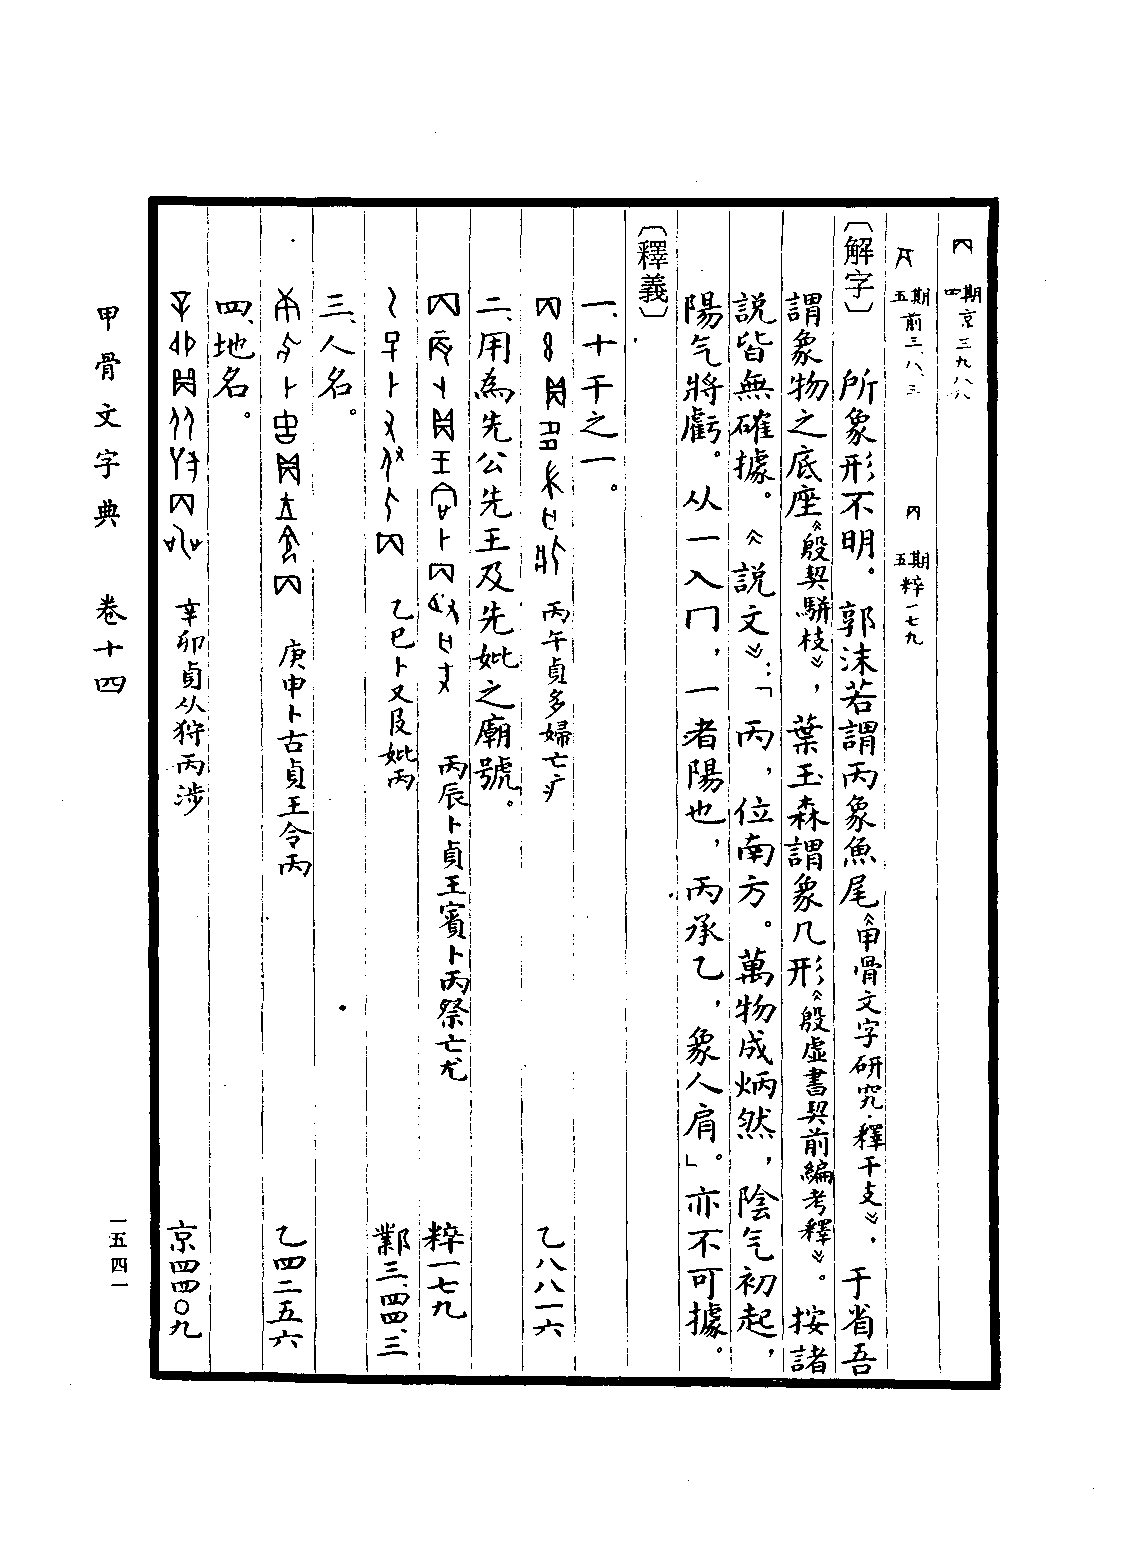 四期 京三九八八
五期 前三、八、三 五期 粹一七九
〔解字〕 所象形不明。郭沫若謂丙象魚尾《甲骨文字研究·釋干支》，于省吾
謂象物之底座《殷契駢枝》，葉玉森謂象几形《殷虛書契前編考釋》。按諸
說皆無確據。《說文》：「丙，位南方。萬物成炳然，陰气初起，
陽气將虧。从一入冂，一者陽也，丙承乙，象人肩。」亦不可據。
〔釋義〕
一、十干之一。
丙午貞多婦亡疒 乙八八一六
二、用為先公先王及先妣之廟號。
丙辰卜貞王賓卜丙祭亡尤 粹一七九
乙巳卜又𠬝妣丙 鄴三、四四、三
三、人名。
庚申卜古貞王令丙 乙四二五六
四、地名。
辛卯貞从狩丙涉 京四四〇九
甲骨文字典 卷十四
一五四一